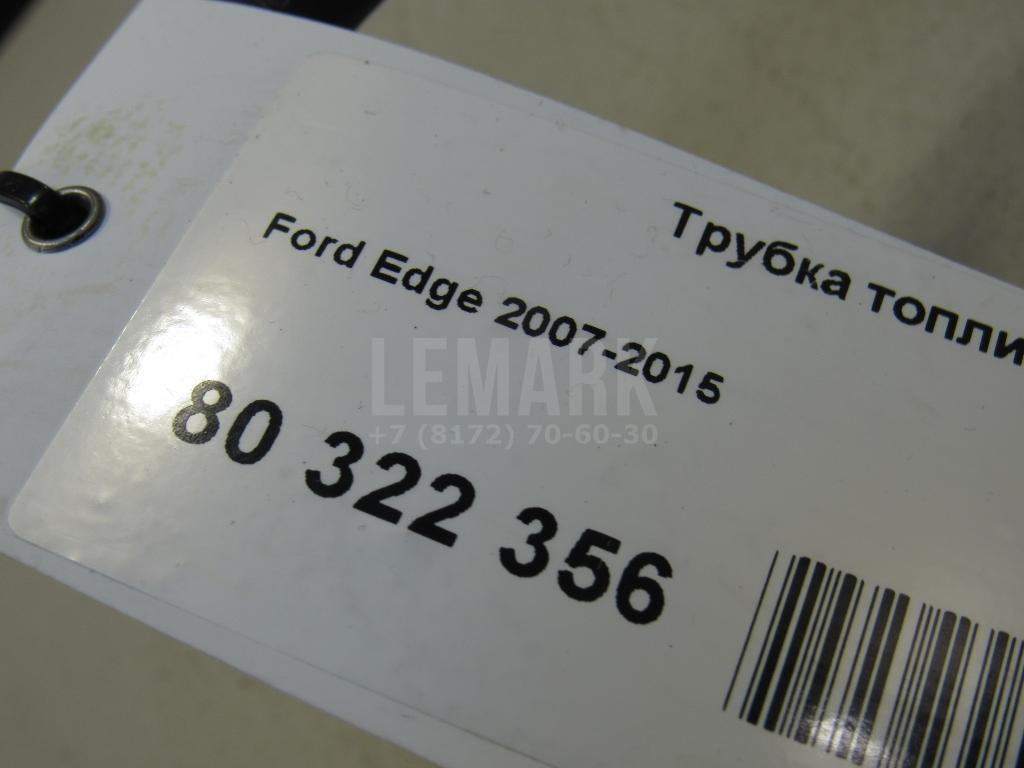 Трубка топли
Ford Edge 2007-2015
LEMARK
+7 (8172) 70-60-30
80 322 356